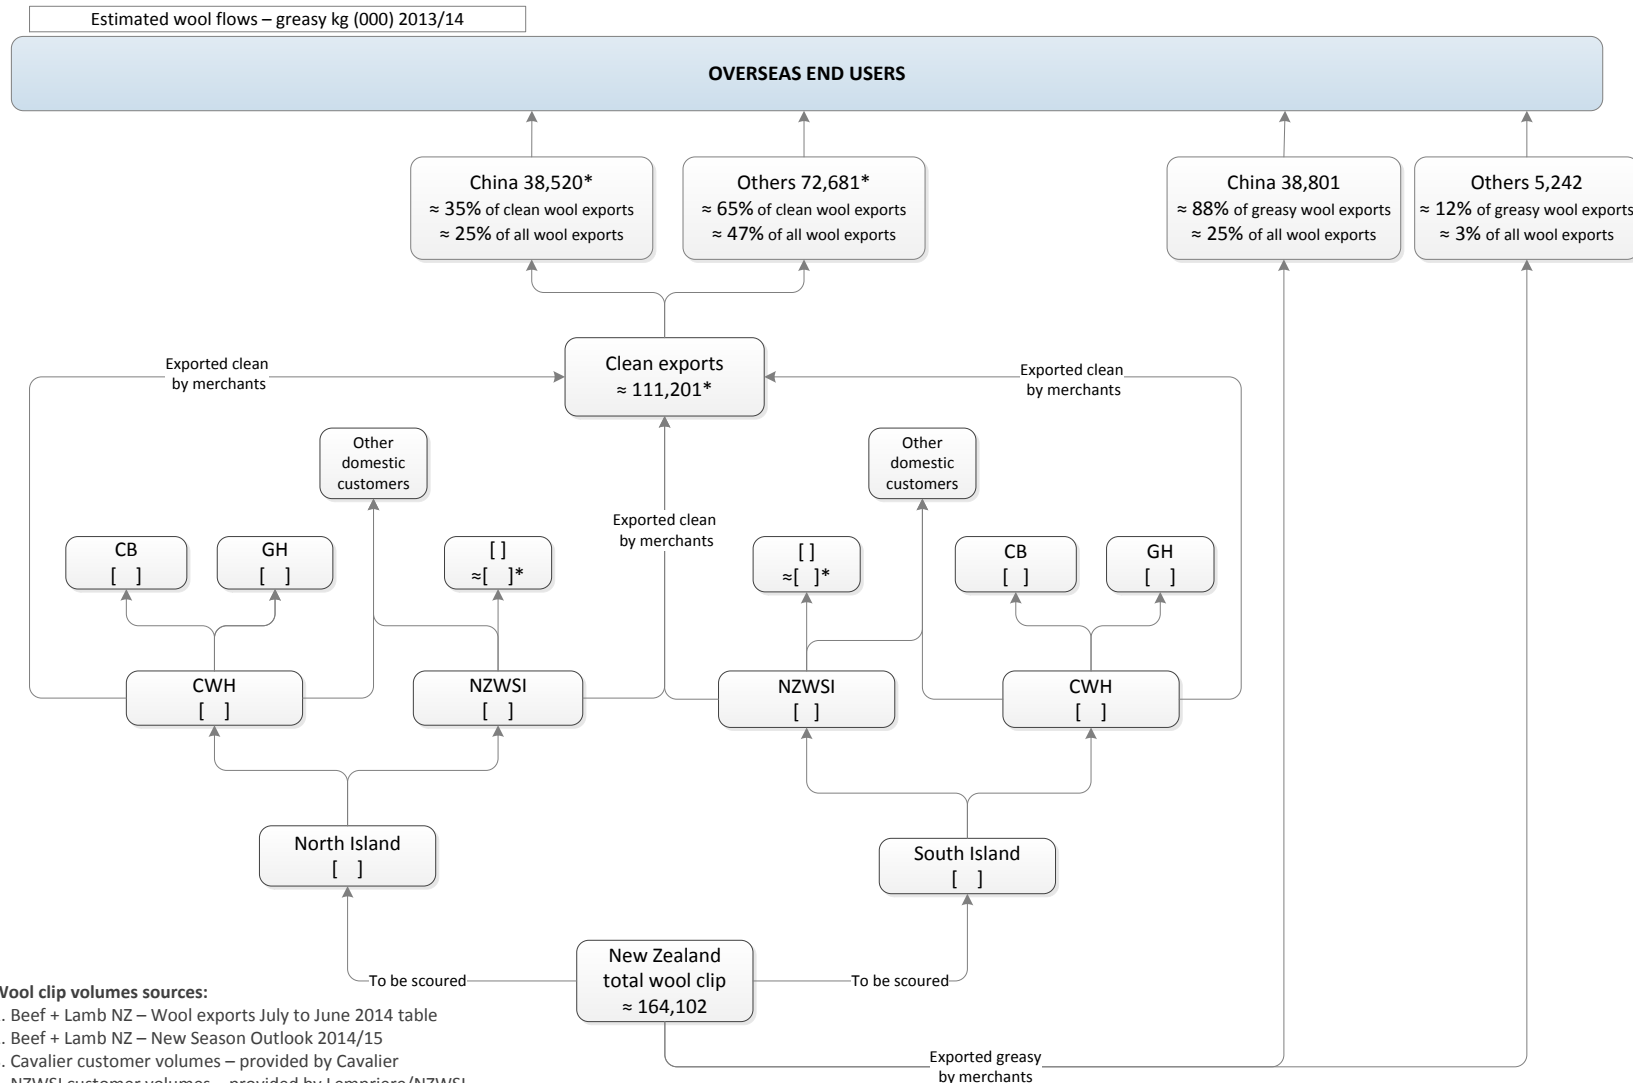 Estimated wool flows – greasy kg (000) 2013/14
OVERSEAS END USERS
China 38,520*
≈ 35% of clean wool exports
≈ 25% of all wool exports
Others 72,681*
≈ 65% of clean wool exports
≈ 47% of all wool exports
China 38,801
≈ 88% of greasy wool exports
≈ 25% of all wool exports
Others 5,242
≈ 12% of greasy wool exports
≈ 3% of all wool exports
Exported clean
by merchants
Clean exports
≈ 111,201*
Exported clean
by merchants
Other
domestic
customers
Other
domestic
customers
Exported clean
by merchants
CB
[ ]
GH
[ ]
[ ]
≈[ ]*
[ ]
≈[ ]*
CB
[ ]
GH
[ ]
CWH
[ ]
NZWSI
[ ]
NZWSI
[ ]
CWH
[ ]
North Island
[ ]
South Island
[ ]
New Zealand
total wool clip
≈ 164,102
To be scoured
To be scoured
Wool clip volumes sources:
. Beef + Lamb NZ – Wool exports July to June 2014 table
. Beef + Lamb NZ – New Season Outlook 2014/15
. Cavalier customer volumes – provided by Cavalier
. NZWSI customer volumes – provided by Lempriere/NZWSI
Exported greasy
by merchants